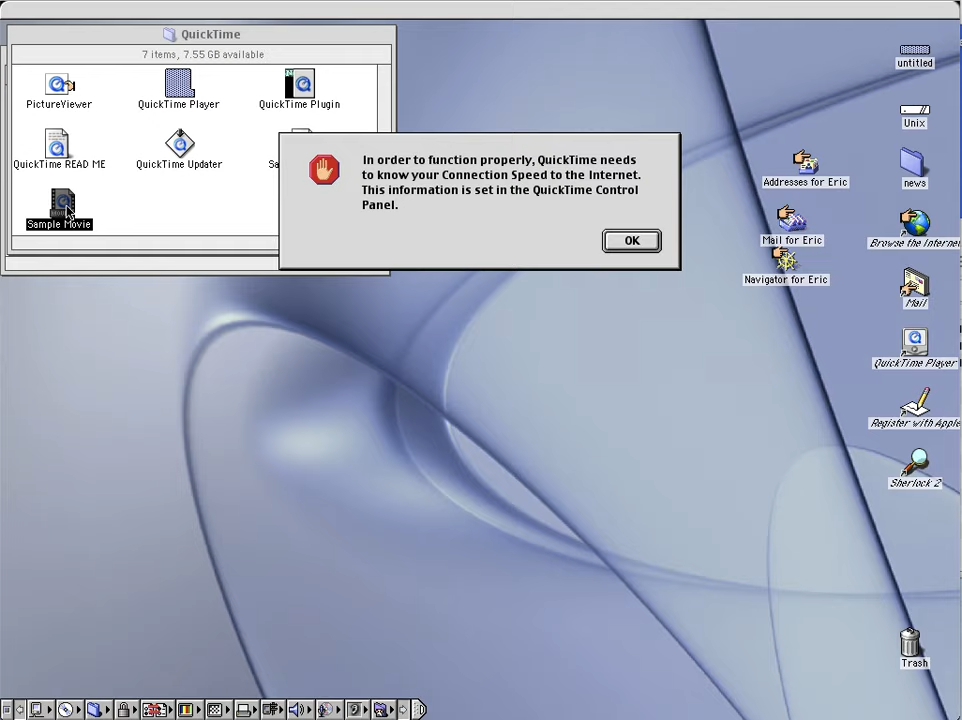 QuickTime
7 items, 7.55 GB available
PictureViewer
QuickTime Player
QuickTime Plugin
QuickTime READ ME
QuickTime Updater
Sa
Sample Movie
In order to function properly, QuickTime needs
to know your Connection Speed to the Internet.
This information is set in the QuickTime Control
Panel.
OK
untitled
Unix
Addresses for Eric
news
Mail for Eric
Browse the Internet
Navigator for Eric
Mail
QuickTime Player
Register with Apple
Sherlock 2
Trash